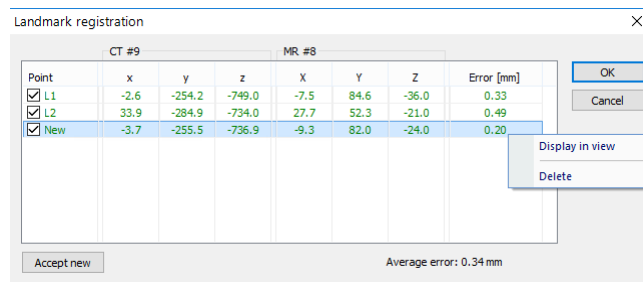 Landmark registration
CT #9 MR #8
Point x y z X Y Z Error [mm]
L1 -2.6 -254.2 -749.0 -7.5 84.6 -36.0 0.33
L2 33.9 -284.9 -734.0 27.7 52.3 -21.0 0.49
New -3.7 -255.5 -736.9 -9.3 82.0 -24.0 0.20
OK
Cancel
Display in view
Delete
Accept new
Average error: 0.34 mm